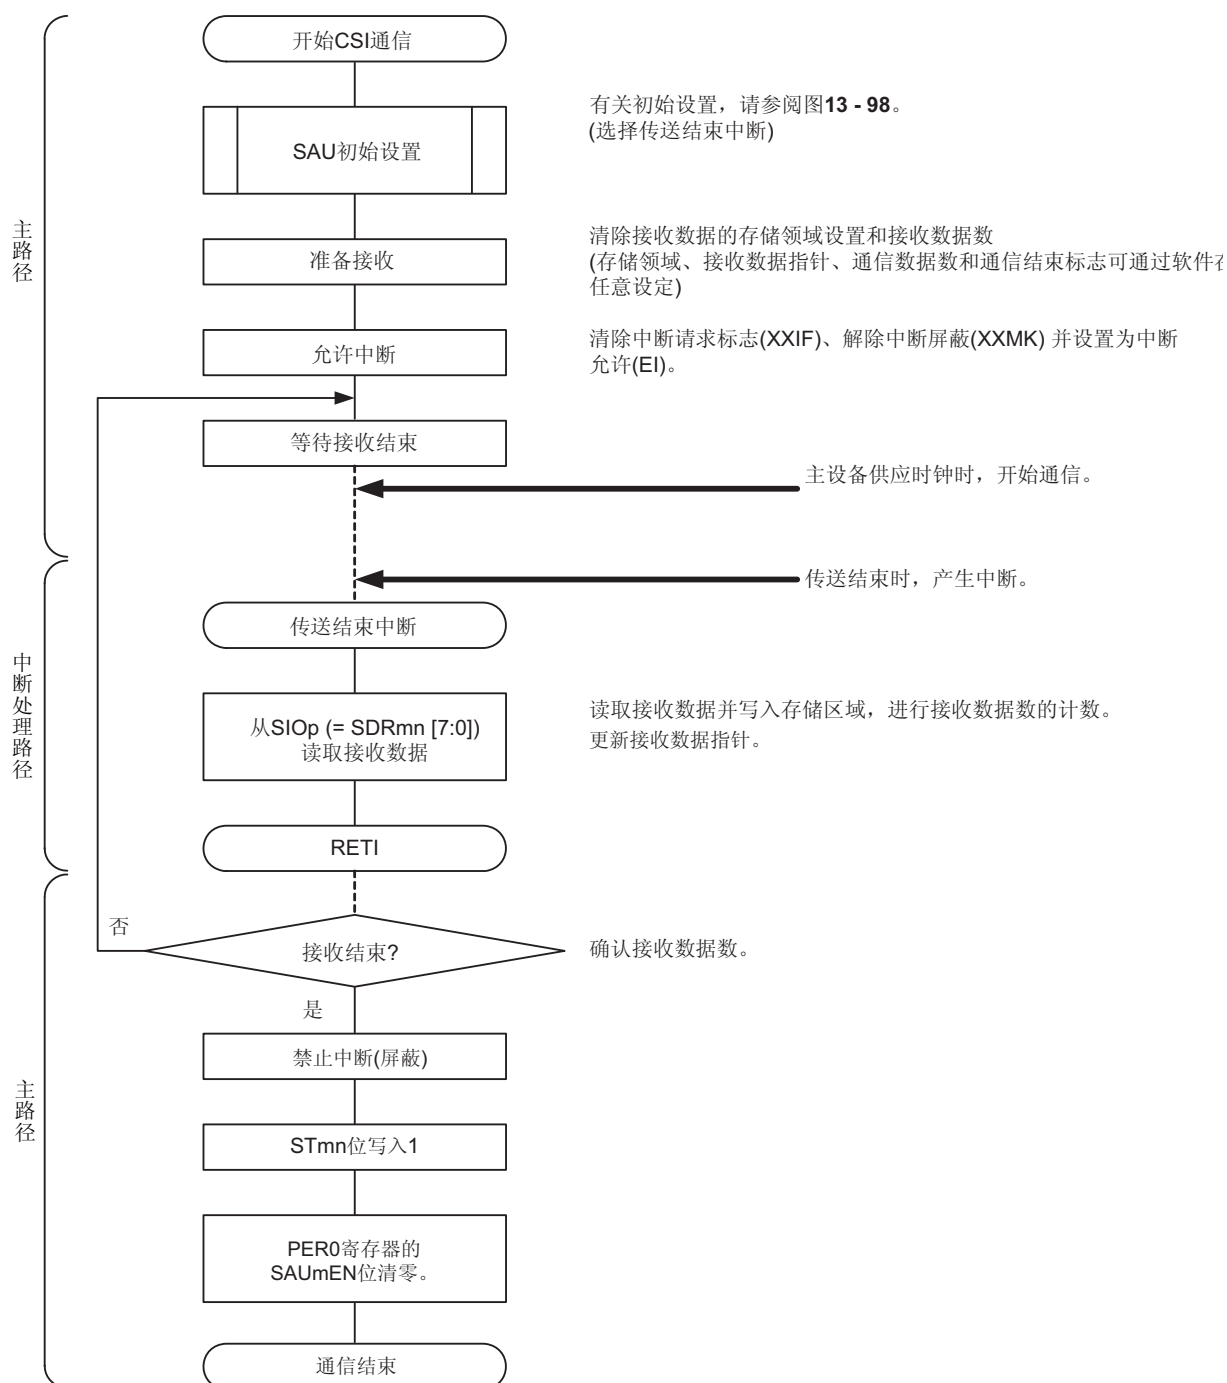 开始CSI通信
有关初始设置，请参阅图13 - 98。
(选择传送结束中断)
SAU初始设置
主路径
清除接收数据的存储领域设置和接收数据数
(存储领域、接收数据指针、通信数据数和通信结束标志可通过软件在
任意设定)
准备接收
清除中断请求标志(XXIF)、解除中断屏蔽(XXMK) 并设置为中断
允许(EI)。
允许中断
等待接收结束
主设备供应时钟时，开始通信。
传送结束时，产生中断。
传送结束中断
中断处理路径
从SIOp (= SDRmn [7:0])
读取接收数据
读取接收数据并写入存储区域，进行接收数据数的计数。
更新接收数据指针。
RETI
否
接收结束?
确认接收数据数。
是
禁止中断(屏蔽)
主路径
STmn位写入1
PER0寄存器的
SAUmEN位清零。
通信结束